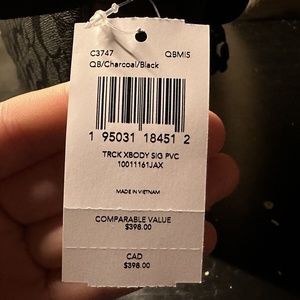 C3747 QBMI5
QB/Charcoal/Black
1 95031 18451 2
TRCK XBODY SIG PVC
10011161JAX
MADE IN VIETNAM
COMPARABLE VALUE
$398.00
CAD
$398.00